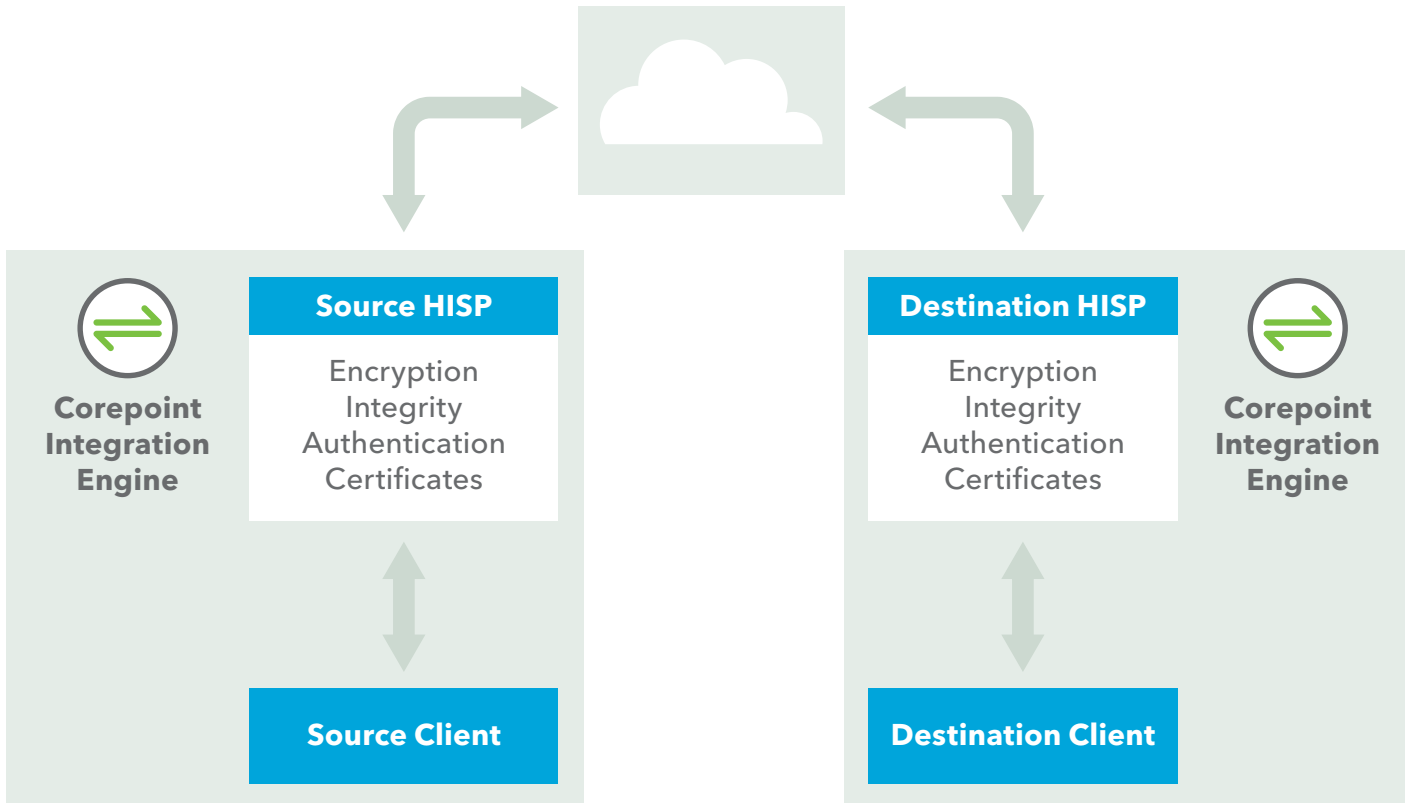 Source HISP
Encryption
Integrity
Authentication
Certificates
Corepoint
Integration
Engine
Source Client
Destination HISP
Encryption
Integrity
Authentication
Certificates
Corepoint
Integration
Engine
Destination Client